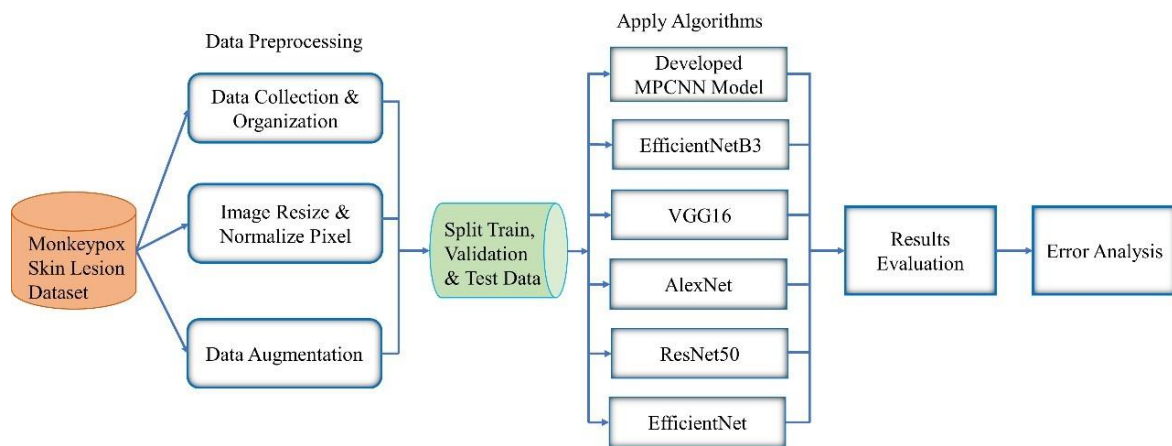 Data Preprocessing
Apply Algorithms
Monkeypox
Skin Lesion
Dataset
Data Collection &
Organization
Image Resize &
Normalize Pixel
Data Augmentation
Split Train,
Validation
& Test Data
Developed
MPCNN Model
EfficientNetB3
VGG16
AlexNet
ResNet50
EfficientNet
Results
Evaluation
Error Analysis